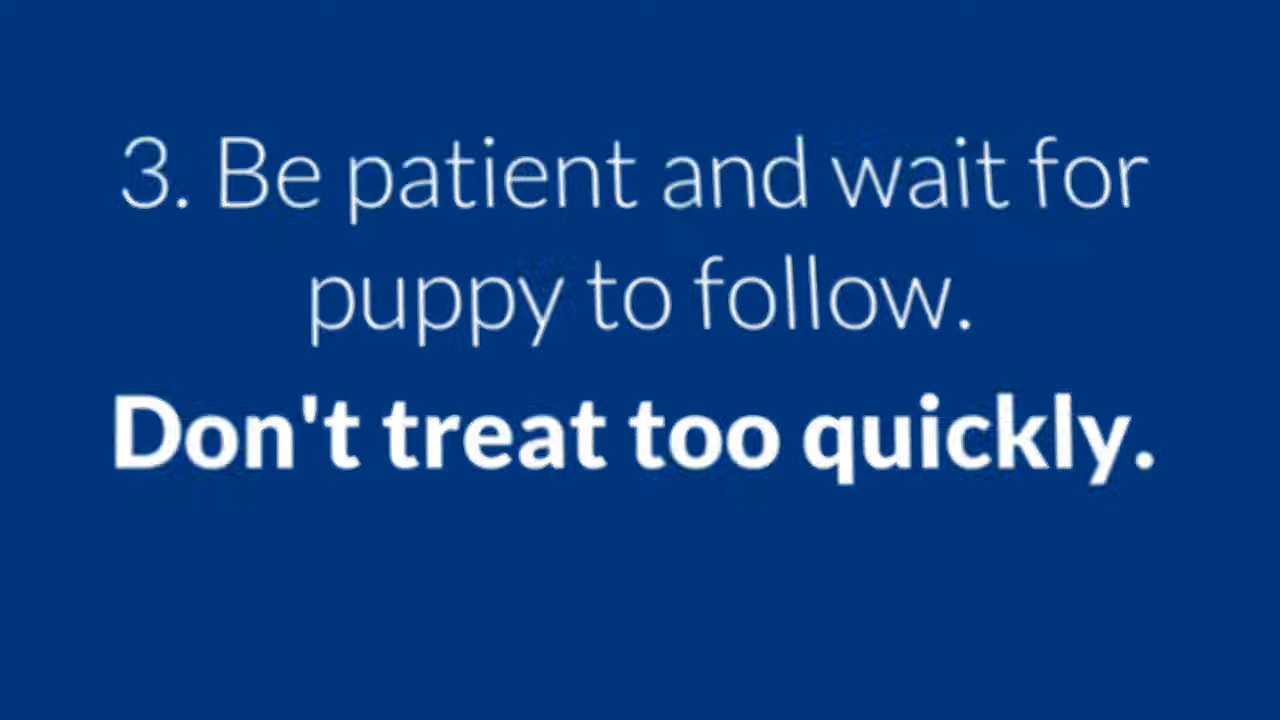 3. Be patient and wait for
puppy to follow.
Don't treat too quickly.